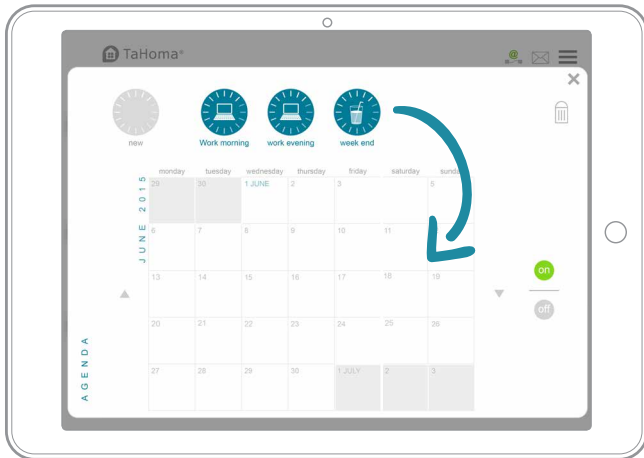 TaHoma®
@
new
Work morning
work evening
week end
JUNE 2015
monday tuesday wednesday thursday friday saturday sunday
29 30 1 JUNE 2 3 5
6 7 8 9 10 11
13 14 15 16 17 18 19
20 21 22 23 24 25 26
27 28 29 30 1 JULY 2 3
on
off
AGENDA